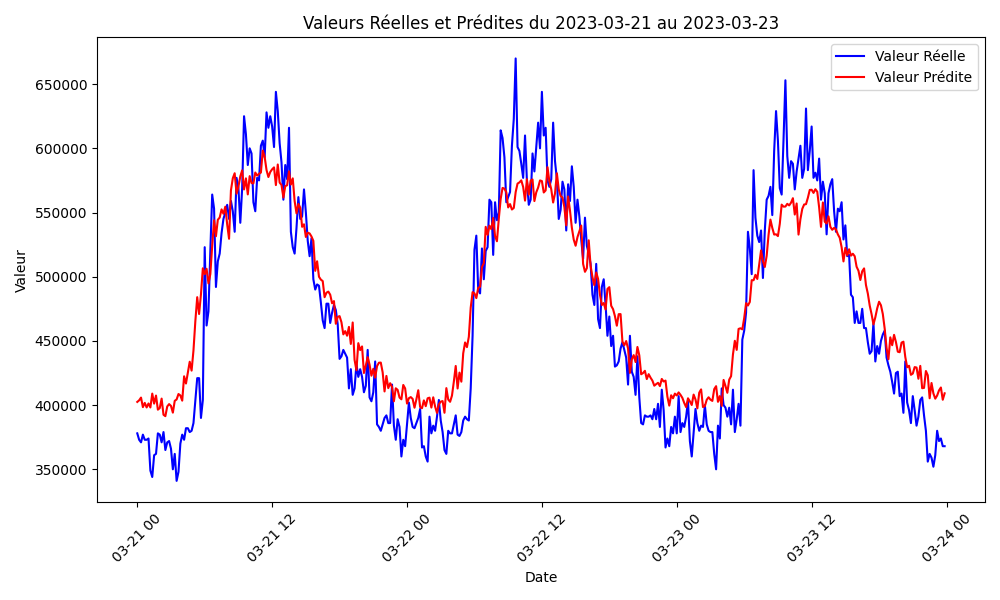 Valeurs Réelles et Prédites du 2023-03-21 au 2023-03-23
Valeur Réelle
Valeur Prédite
Valeur
650000
600000
550000
500000
450000
400000
350000
03-21 00
03-21 12
03-22 00
03-22 12
03-23 00
03-23 12
03-24 00
Date